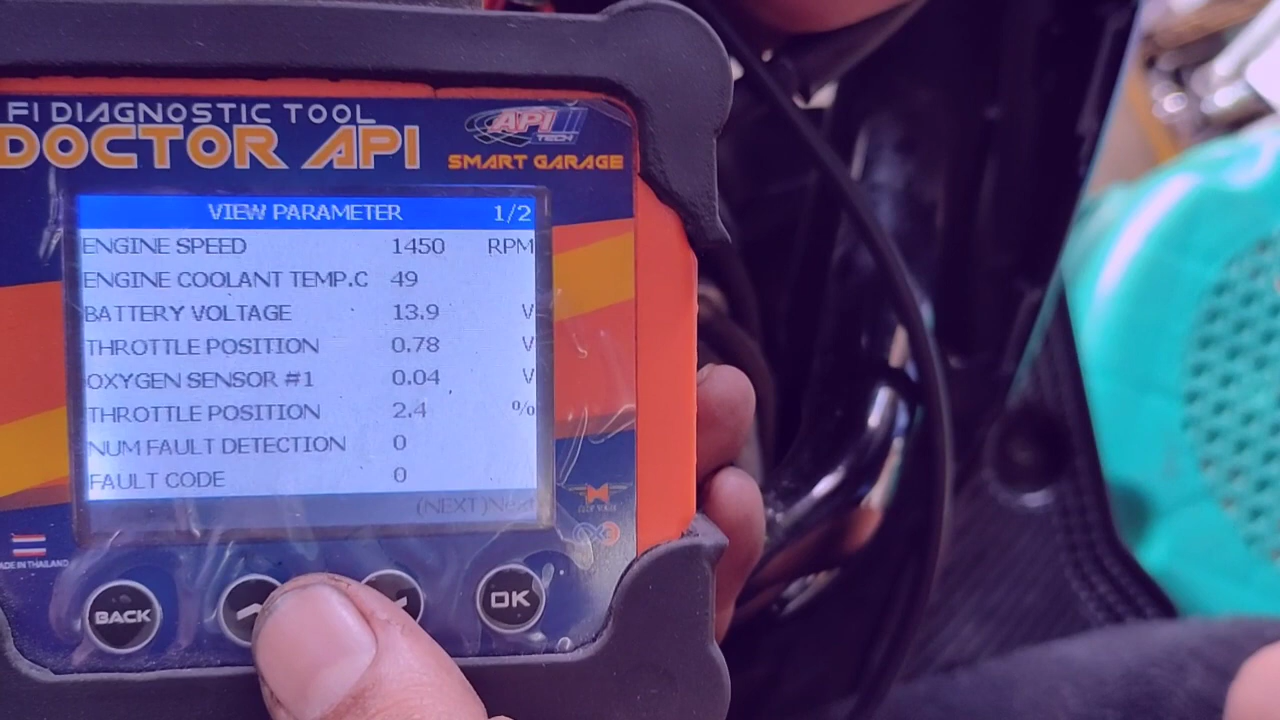 FI DIAGNOSTIC TOOL
DOCTOR API
API
TECH
SMART GARAGE
VIEW PARAMETER 1/2
ENGINE SPEED 1450 RPM
ENGINE COOLANT TEMP.C 49
BATTERY VOLTAGE 13.9 V
THROTTLE POSITION 0.78 V
OXYGEN SENSOR #1 0.04 V
THROTTLE POSITION 2.4 %
NUM FAULT DETECTION 0
FAULT CODE 0
(NEXT)Next
ADE IN THAILAND
BACK
OK